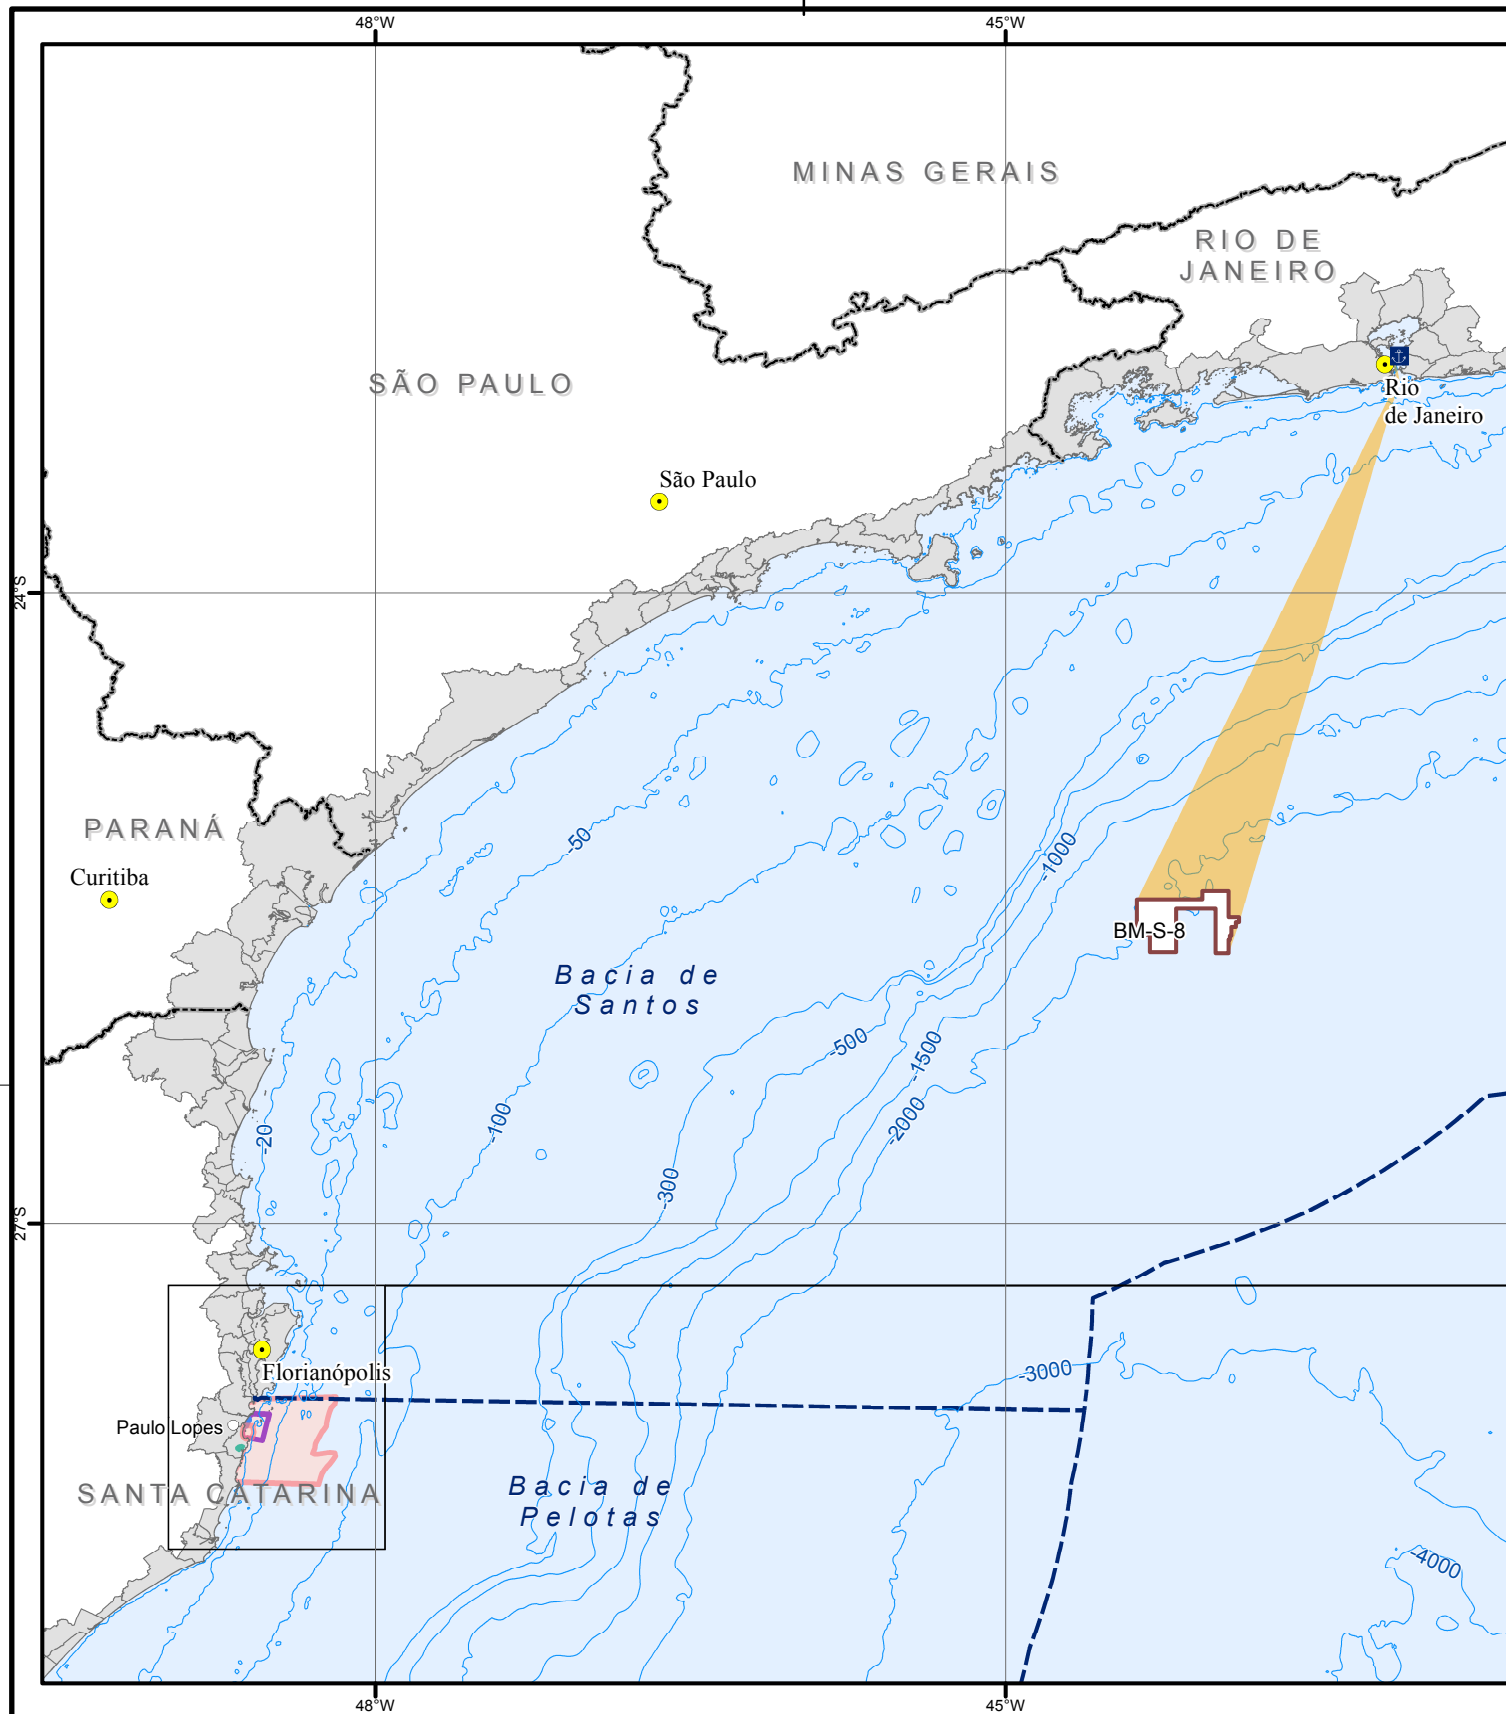 48°W
45°W
MINAS GERAIS
RIO DE
JANEIRO
SÃO PAULO
Rio
de Janeiro
São Paulo
24°S
PARANÁ
-50
-1000
Curitiba
BM-S-8
Bacia de
Santos
-500
-1500
-100
-2000
-20
-300
27°S
Florianópolis
-3000
Paulo Lopes
SANTA CATARINA
Bacia de
Pelotas
-4000
48°W
45°W